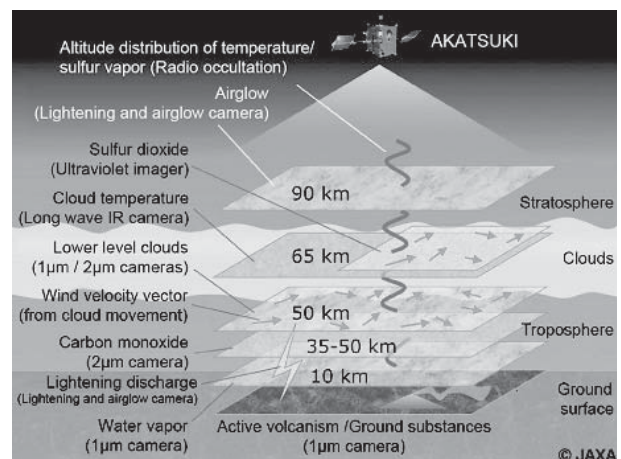 AKATSUKI
Altitude distribution of temperature/
sulfur vapor (Radio occultation)
Airglow
(Lightening and airglow camera)
Sulfur dioxide
(Ultraviolet imager)
Cloud temperature
(Long wave IR camera)
Lower level clouds
(1μm / 2μm cameras)
Wind velocity vector
(from cloud movement)
Carbon monoxide
(2μm camera)
Lightening discharge
(Lightening and airglow camera)
Water vapor
(1μm camera)
90 km
65 km
50 km
35-50 km
10 km
Active volcanism /Ground substances
(1μm camera)
Stratosphere
Clouds
Troposphere
Ground
surface
© JAXA